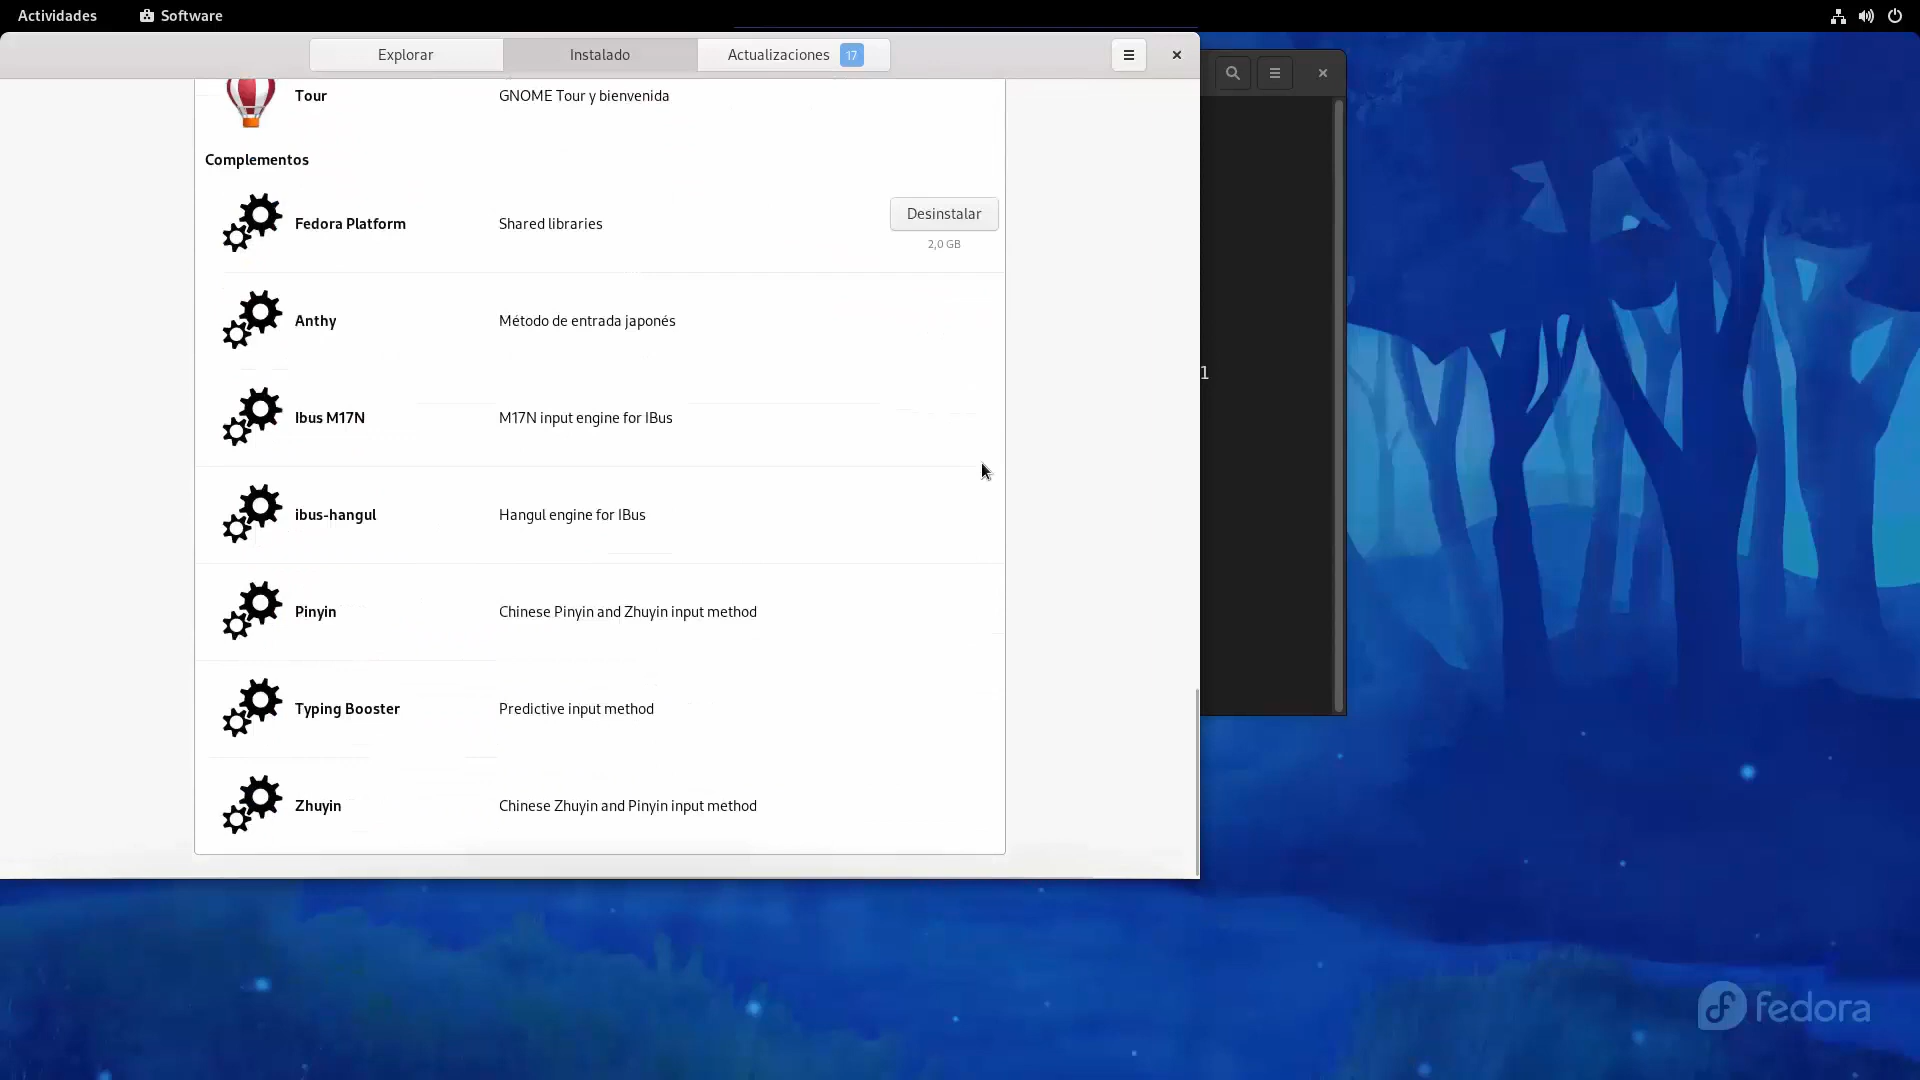 Actividades
Software
Explorar
Instalado
Actualizaciones 17
Tour
GNOME Tour y bienvenida
Complementos
Fedora Platform
Shared libraries
Desinstalar
2,0 GB
Anthy
Método de entrada japonés
1
Ibus M17N
M17N input engine for IBus
ibus-hangul
Hangul engine for IBus
Pinyin
Chinese Pinyin and Zhuyin input method
Typing Booster
Predictive input method
Zhuyin
Chinese Zhuyin and Pinyin input method
fedora